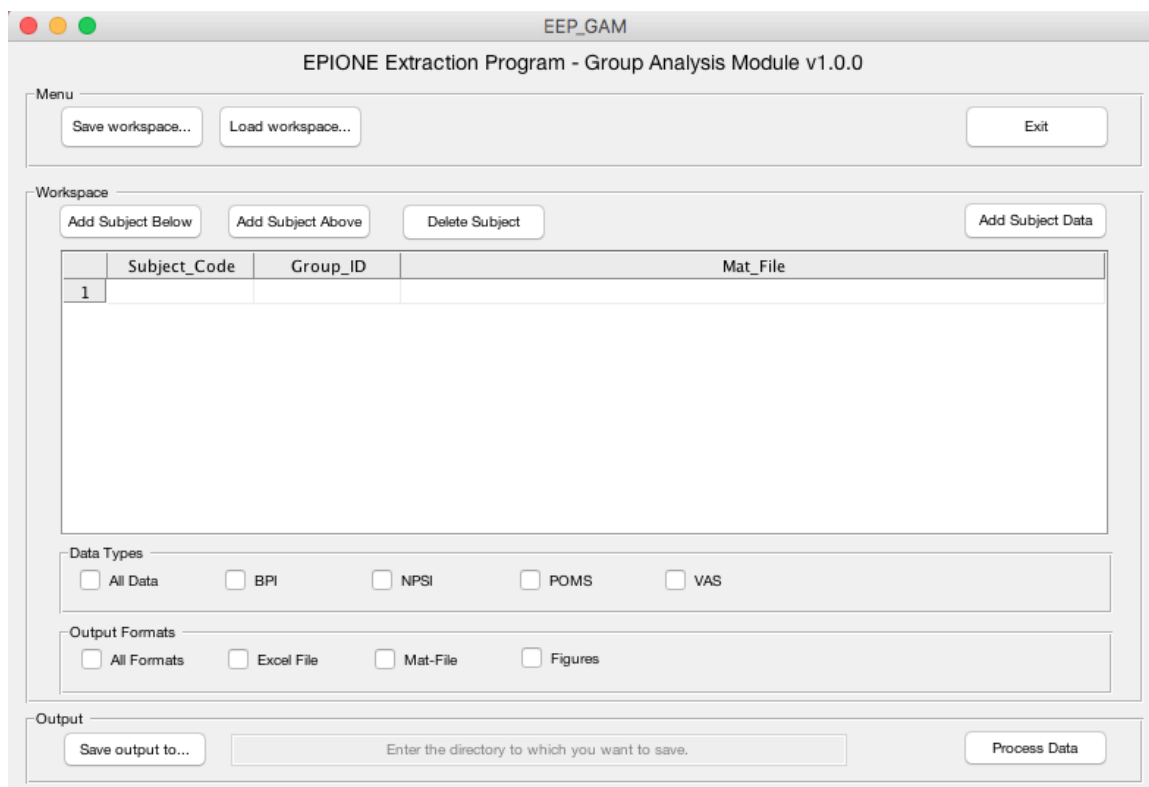 EEP_GAM
EPIONE Extraction Program - Group Analysis Module v1.0.0
Menu
Save workspace... Load workspace... Exit
Workspace
Add Subject Below Add Subject Above Delete Subject Add Subject Data
Subject_Code Group_ID Mat_File
1
Data Types
All Data BPI NPSI POMS VAS
Output Formats
All Formats Excel File Mat-File Figures
Output
Save output to... Enter the directory to which you want to save. Process Data